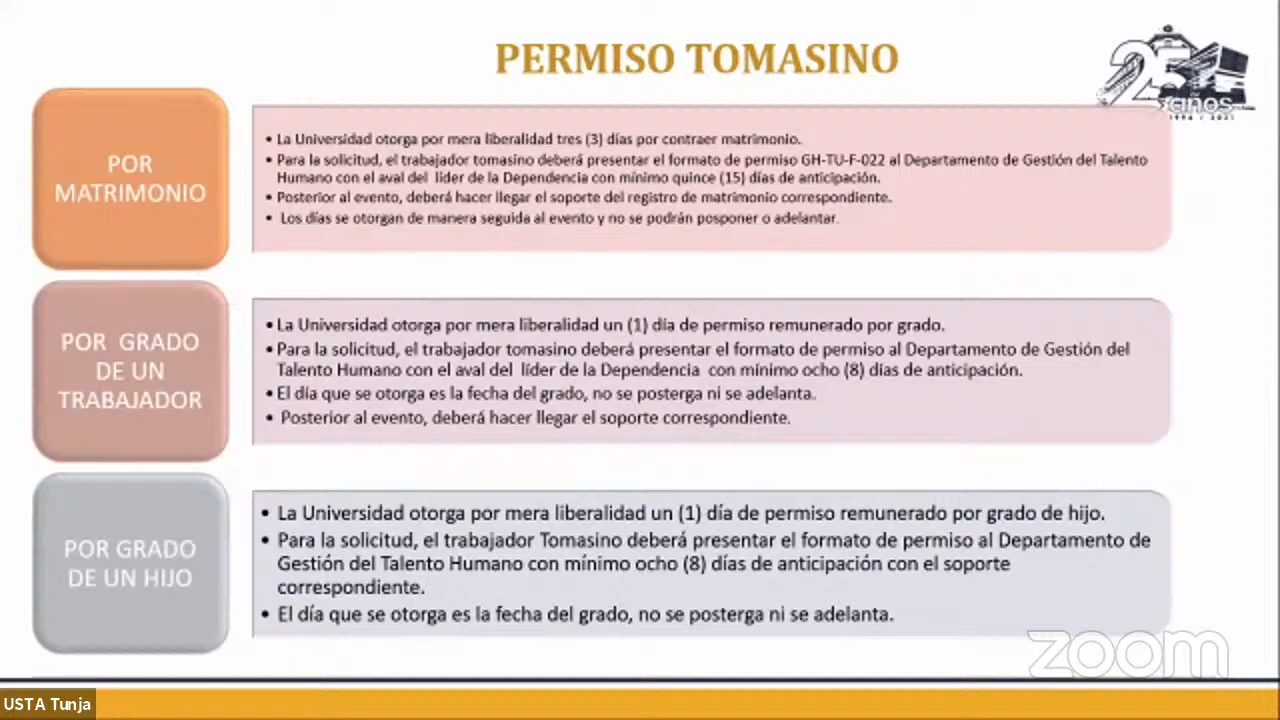 PERMISO TOMASINO
25
años
1996 / 2021
POR
MATRIMONIO
• La Universidad otorga por mera liberalidad tres (3) días por contraer matrimonio.
• Para la solicitud, el trabajador tomasino deberá presentar el formato de permiso GH-TU-F-022 al Departamento de Gestión del Talento
Humano con el aval del líder de la Dependencia con mínimo quince (15) días de anticipación.
• Posterior al evento, deberá hacer llegar el soporte del registro de matrimonio correspondiente.
• Los días se otorgan de manera seguida al evento y no se podrán posponer o adelantar.
POR GRADO
DE UN
TRABAJADOR
• La Universidad otorga por mera liberalidad un (1) día de permiso remunerado por grado.
• Para la solicitud, el trabajador tomasino deberá presentar el formato de permiso al Departamento de Gestión del
Talento Humano con el aval del líder de la Dependencia con mínimo ocho (8) días de anticipación.
• El día que se otorga es la fecha del grado, no se posterga ni se adelanta.
• Posterior al evento, deberá hacer llegar el soporte correspondiente.
POR GRADO
DE UN HIJO
• La Universidad otorga por mera liberalidad un (1) día de permiso remunerado por grado de hijo.
• Para la solicitud, el trabajador Tomasino deberá presentar el formato de permiso al Departamento de
Gestión del Talento Humano con mínimo ocho (8) días de anticipación con el soporte
correspondiente.
• El día que se otorga es la fecha del grado, no se posterga ni se adelanta.
zoom
USTA Tunja